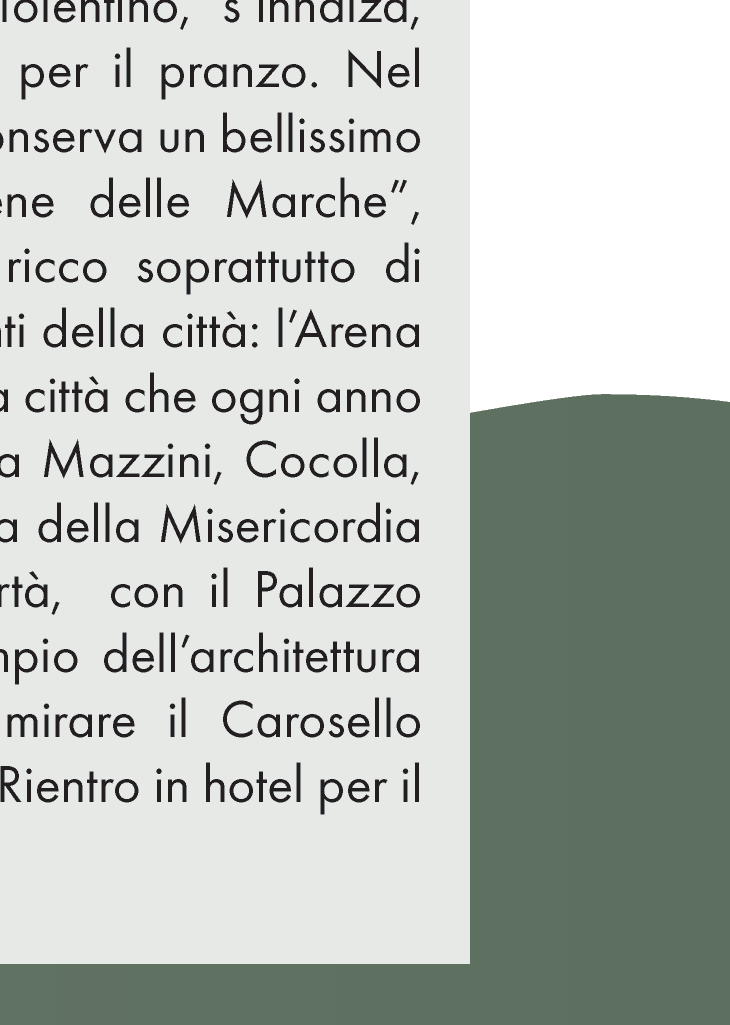 Tolentino, s'innalza,
per il pranzo. Nel
onserva un bellissimo
ene delle Marche”,
ricco soprattutto di
ti della città: l’Arena
a città che ogni anno
a Mazzini, Cocolla,
a della Misericordia
rtà, con il Palazzo
pio dell’architettura
mirare il Carosello
Rientro in hotel per il